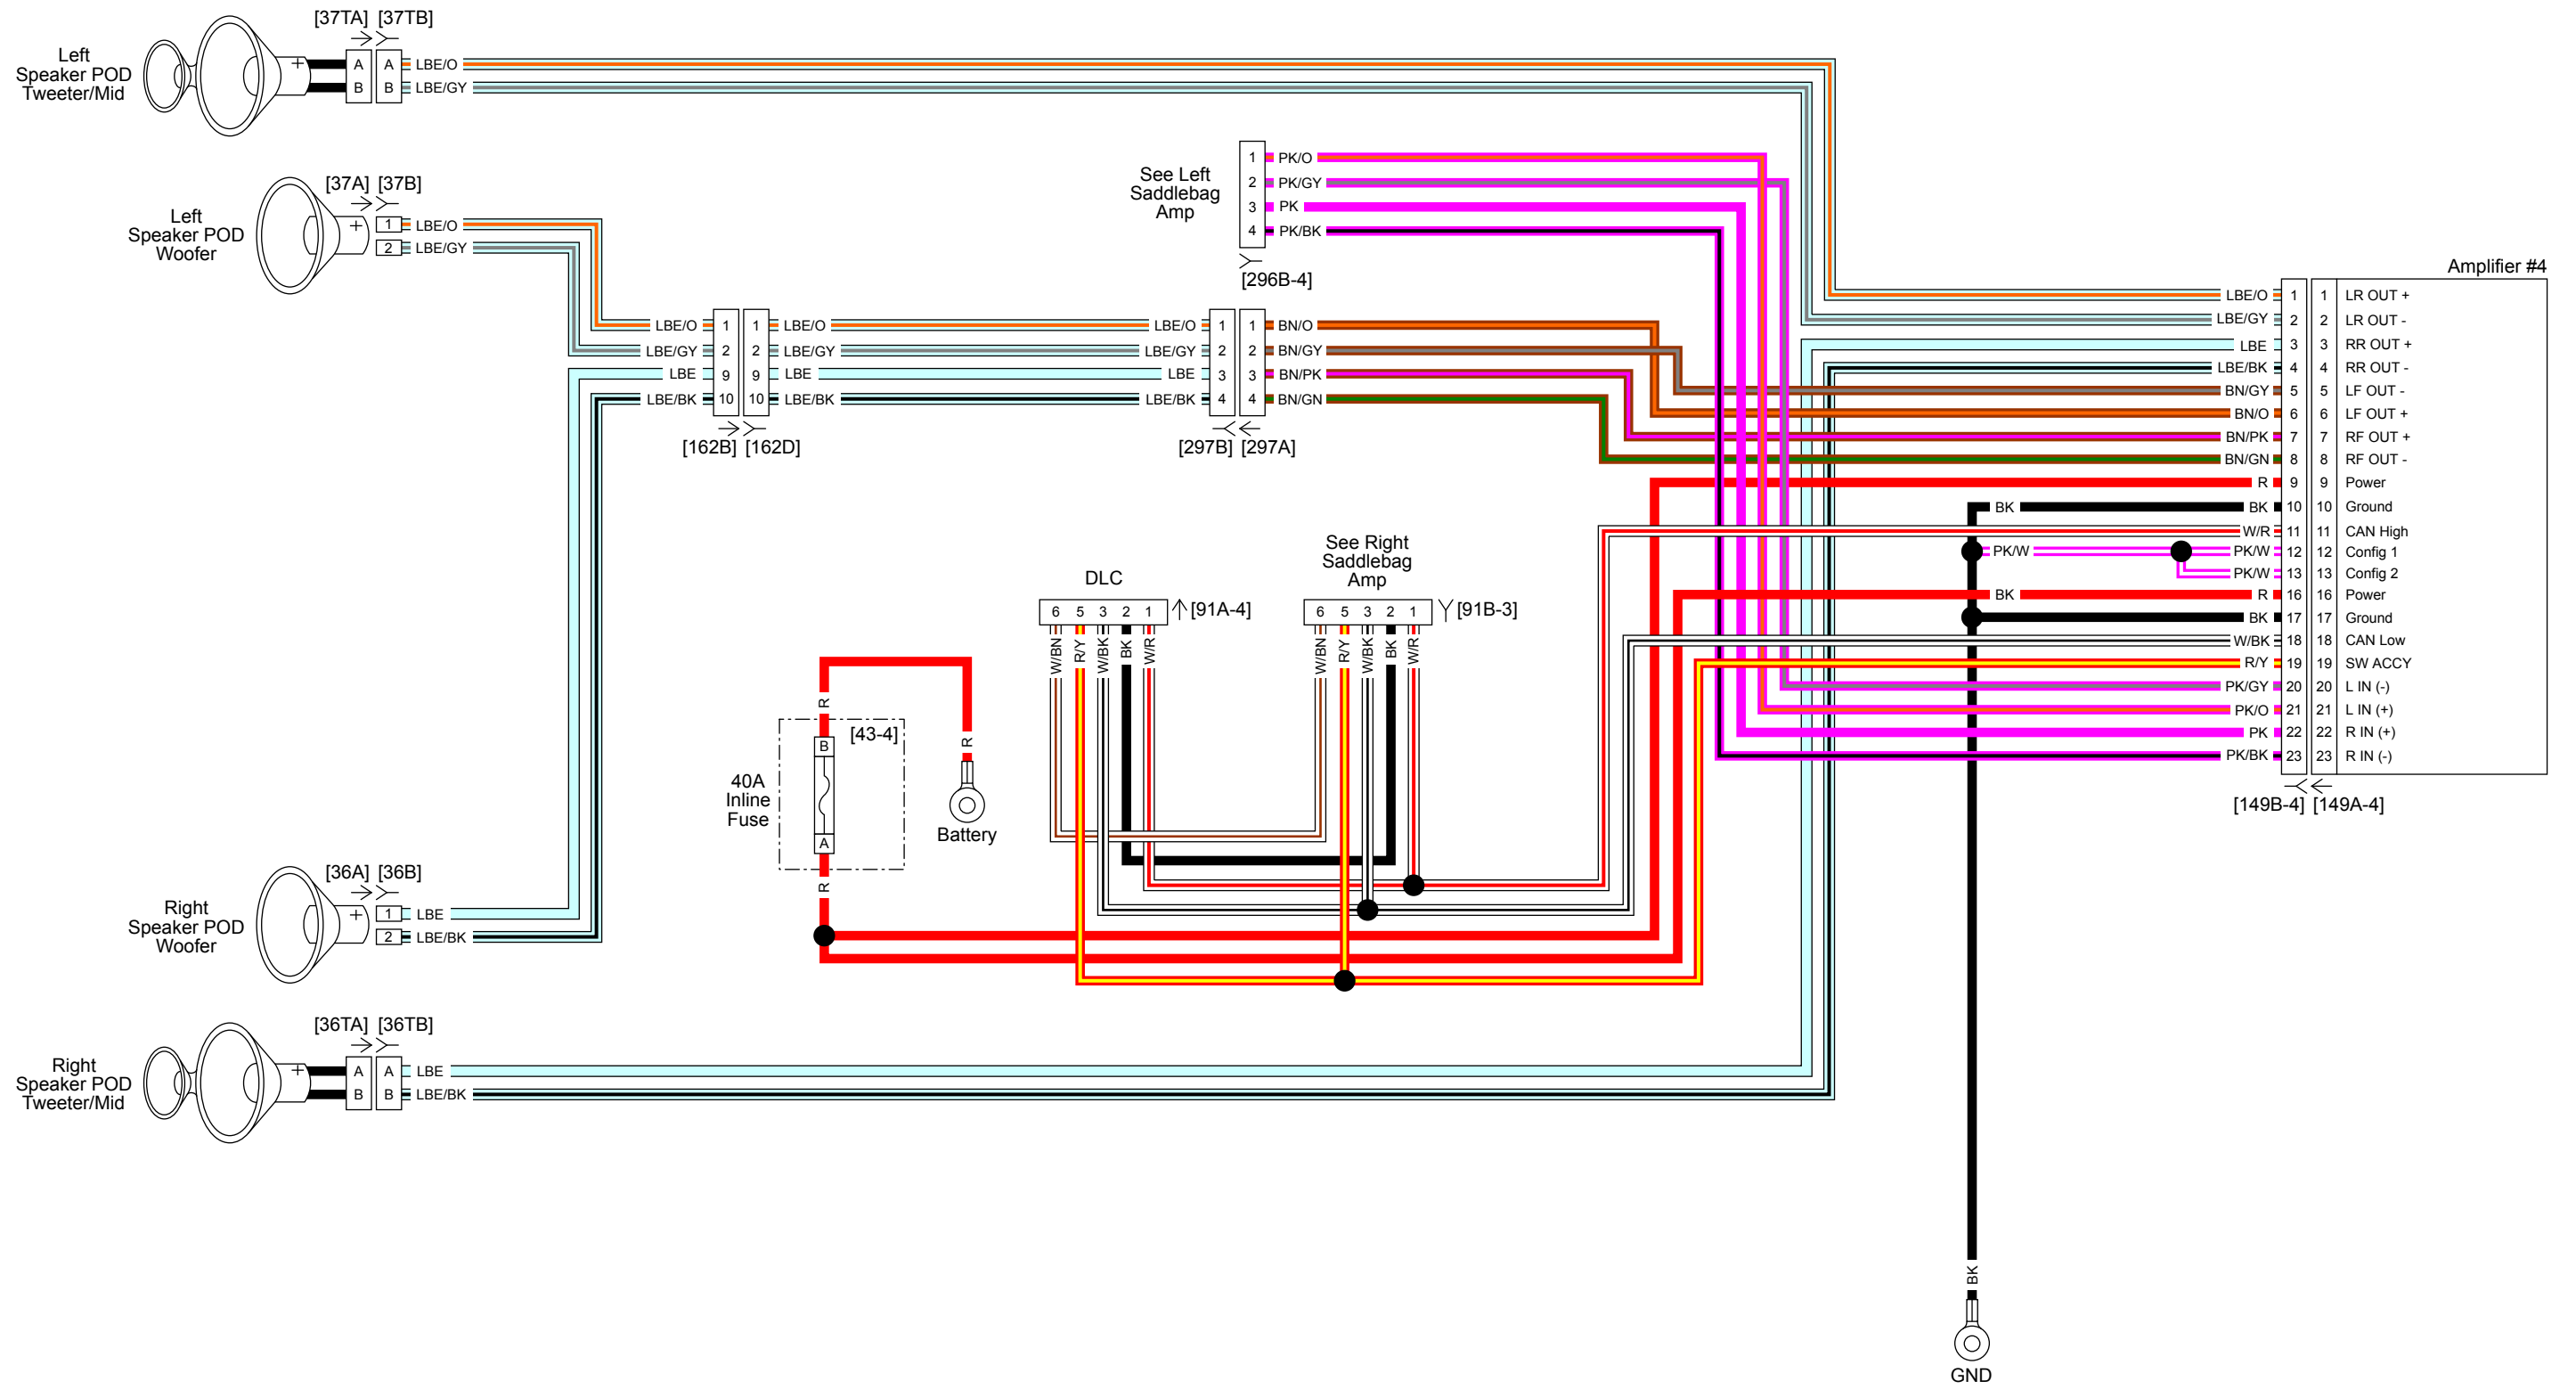 [37TA] [37TB]
Left
Speaker POD
Tweeter/Mid
A A LBE/O
B B LBE/GY
[37A] [37B]
Left
Speaker POD
Woofer
1 LBE/O
2 LBE/GY
See Left
Saddlebag
Amp
1 PK/O
2 PK/GY
3 PK
4 PK/BK
[296B-4]
LBE/O 1 1 LBE/O LBE/O 1 1 BN/O
LBE/GY 2 2 LBE/GY LBE/GY 2 2 BN/GY
LBE 9 9 LBE LBE 3 3 BN/PK
LBE/BK 10 10 LBE/BK LBE/BK 4 4 BN/GN
[162B] [162D] [297B] [297A]
Amplifier #4
LBE/O 1 1 LR OUT +
LBE/GY 2 2 LR OUT -
LBE 3 3 RR OUT +
LBE/BK 4 4 RR OUT -
BN/GY 5 5 LF OUT -
BN/O 6 6 LF OUT +
BN/PK 7 7 RF OUT +
BN/GN 8 8 RF OUT -
R 9 9 Power
BK BK 10 10 Ground
W/R 11 11 CAN High
PK/W PK/W 12 12 Config 1
PK/W 13 13 Config 2
BK R 16 16 Power
BK 17 17 Ground
W/BK 18 18 CAN Low
R/Y 19 19 SW ACCY
PK/GY 20 20 L IN (-)
PK/O 21 21 L IN (+)
PK 22 22 R IN (+)
PK/BK 23 23 R IN (-)
[149B-4] [149A-4]
DLC
6 5 3 2 1 [91A-4]
W/BN R/Y W/BK BK W/R
See Right
Saddlebag
Amp
6 5 3 2 1 [91B-3]
W/BN R/Y W/BK BK W/R
R
R
[43-4]
B
40A
Inline
Fuse
A
R
Battery
[36A] [36B]
Right
Speaker POD
Woofer
1 LBE
2 LBE/BK
[36TA] [36TB]
Right
Speaker POD
Tweeter/Mid
A A LBE
B B LBE/BK
BK
GND